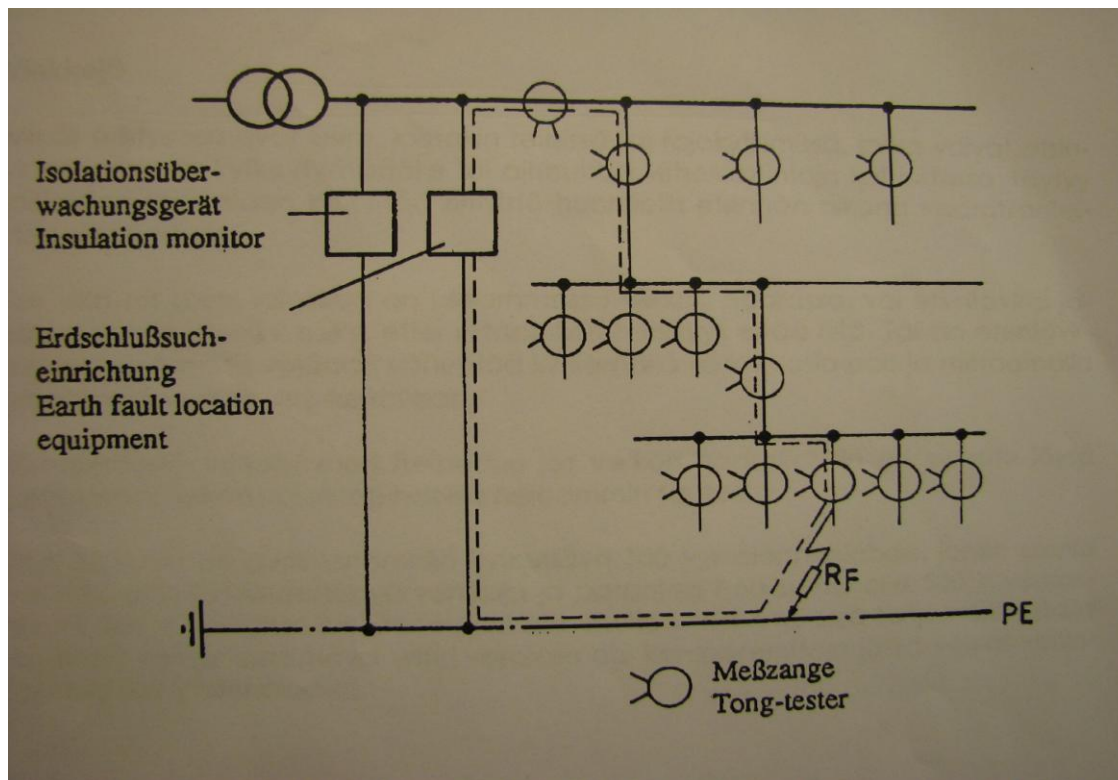 Isolationsüber-
wachungsgerät
Insulation monitor
Erdschlußsuch-
einrichtung
Earth fault location
equipment
RF
PE
Meßzange
Tong-tester